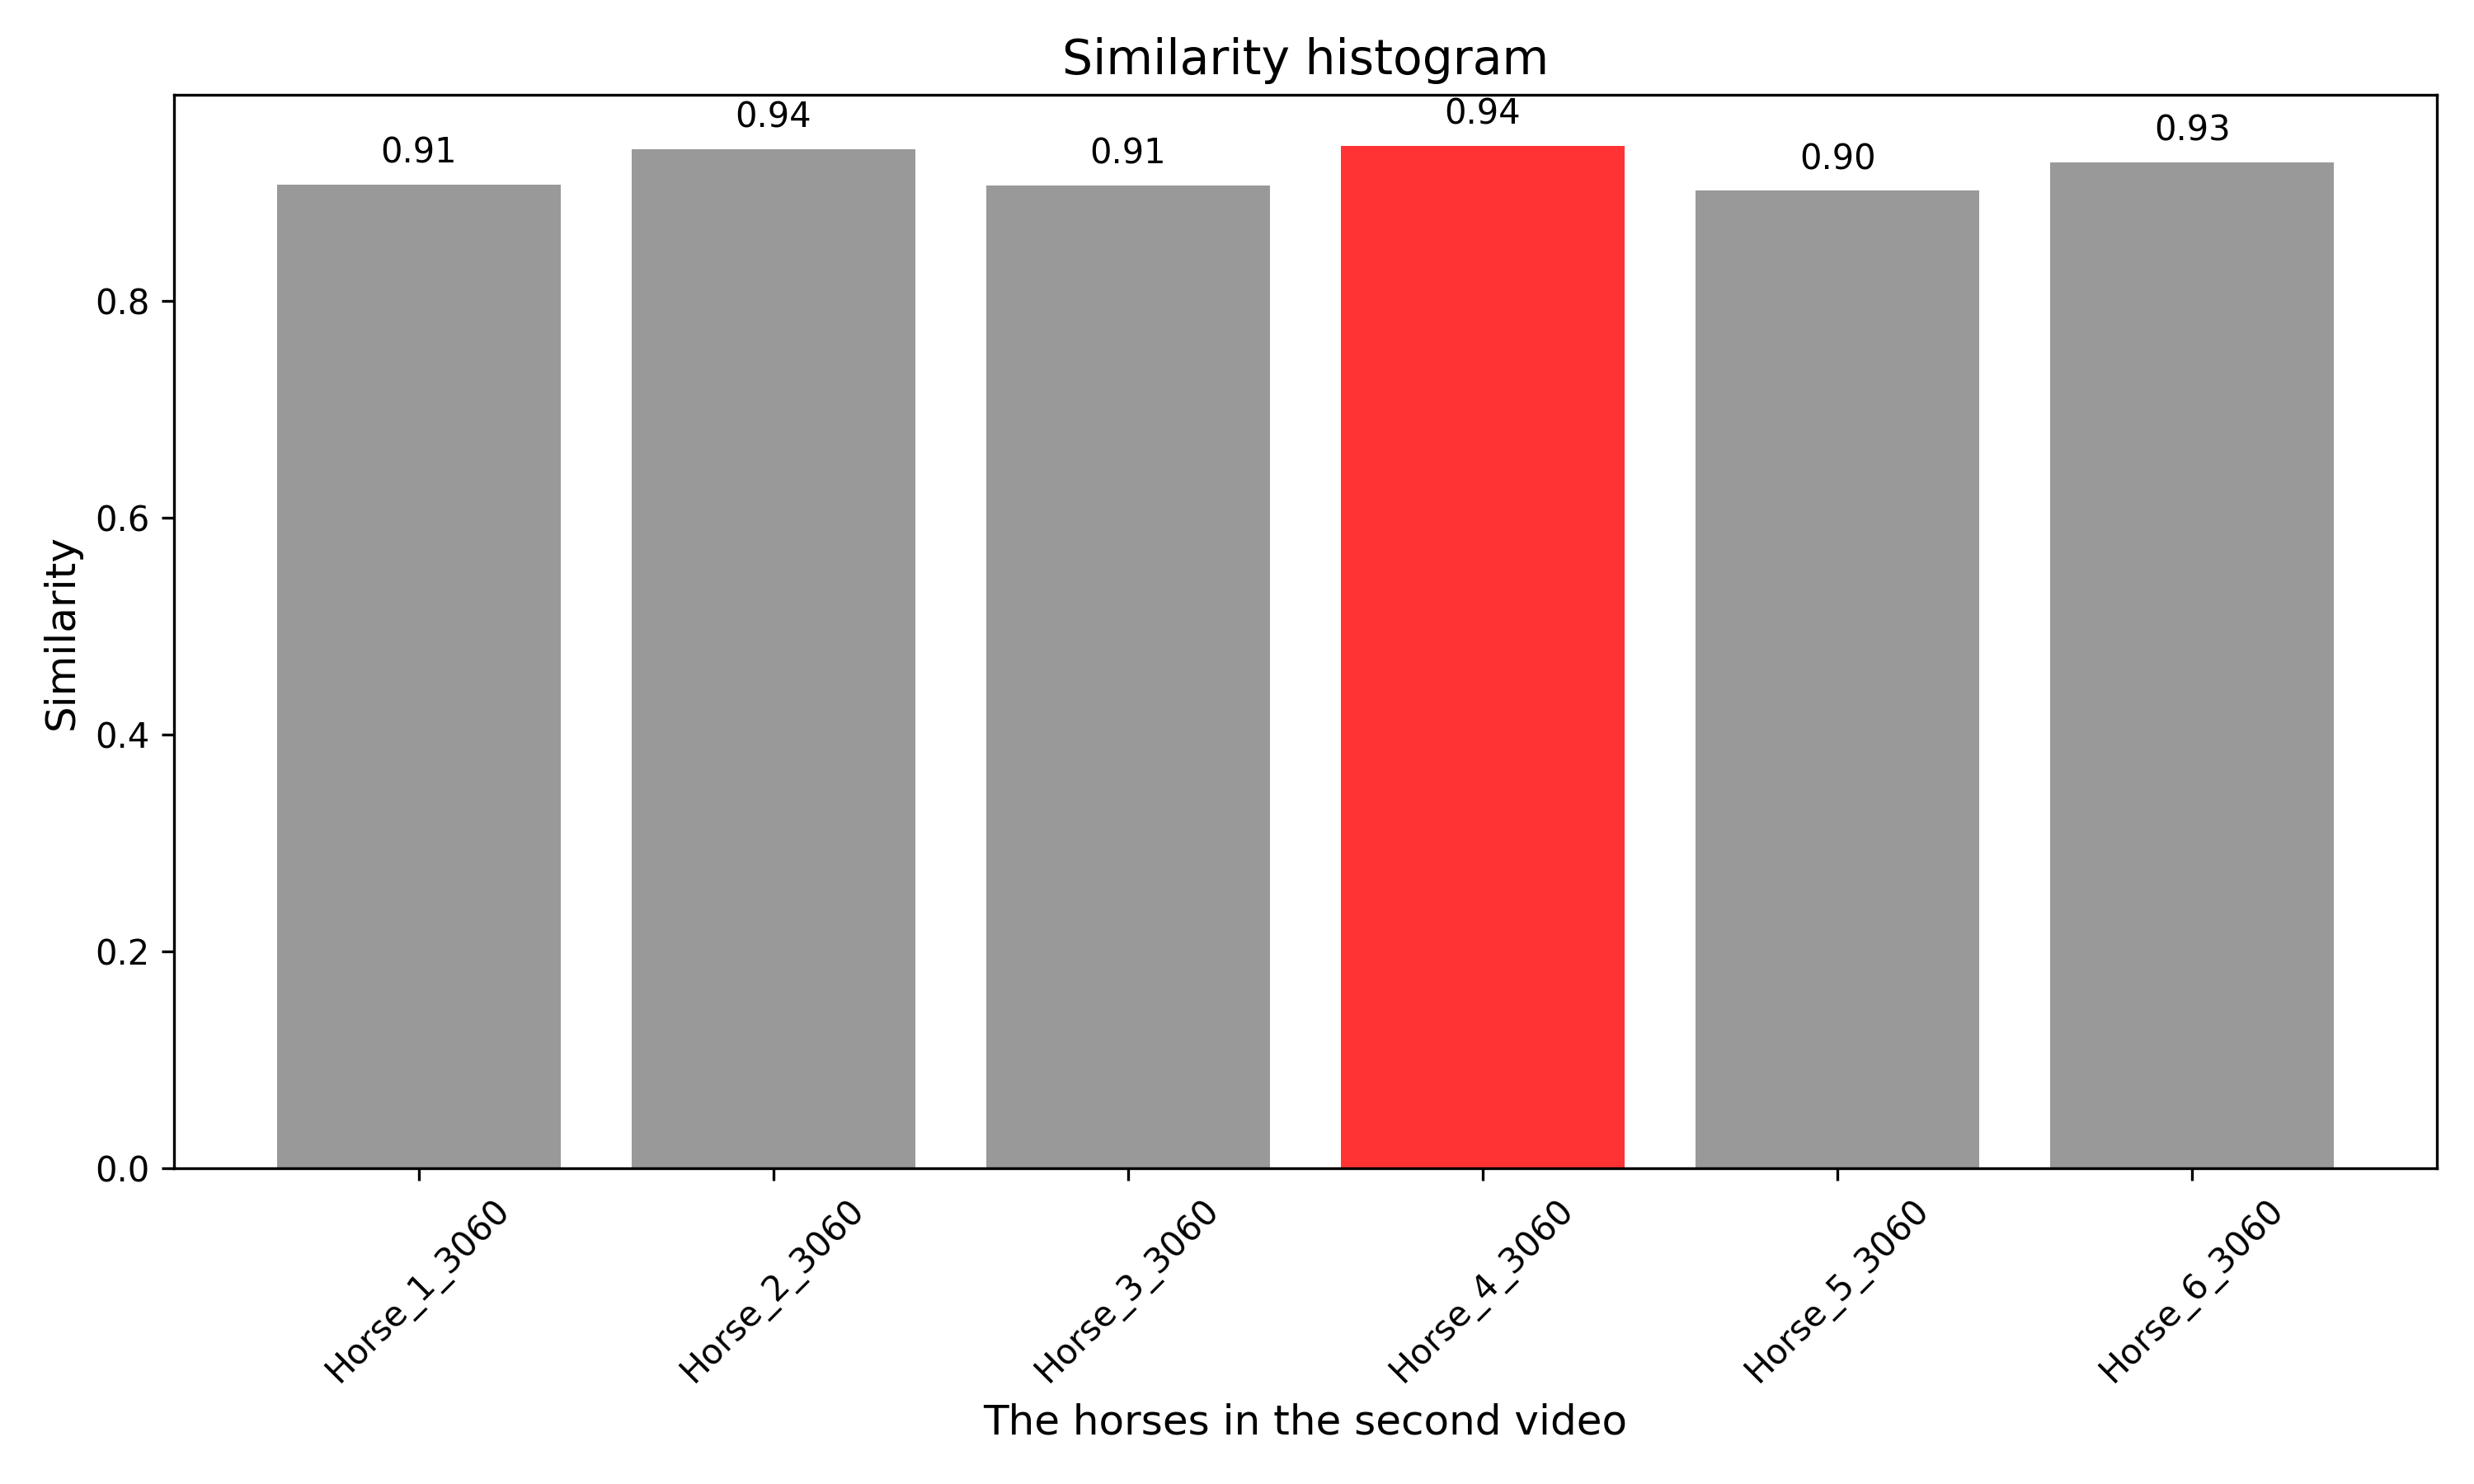 Similarity histogram
0.91
0.94
0.91
0.94
0.90
0.93
Similarity
0.8
0.6
0.4
0.2
0.0
Horse_1_3060
Horse_2_3060
Horse_3_3060
Horse_4_3060
Horse_5_3060
Horse_6_3060
The horses in the second video